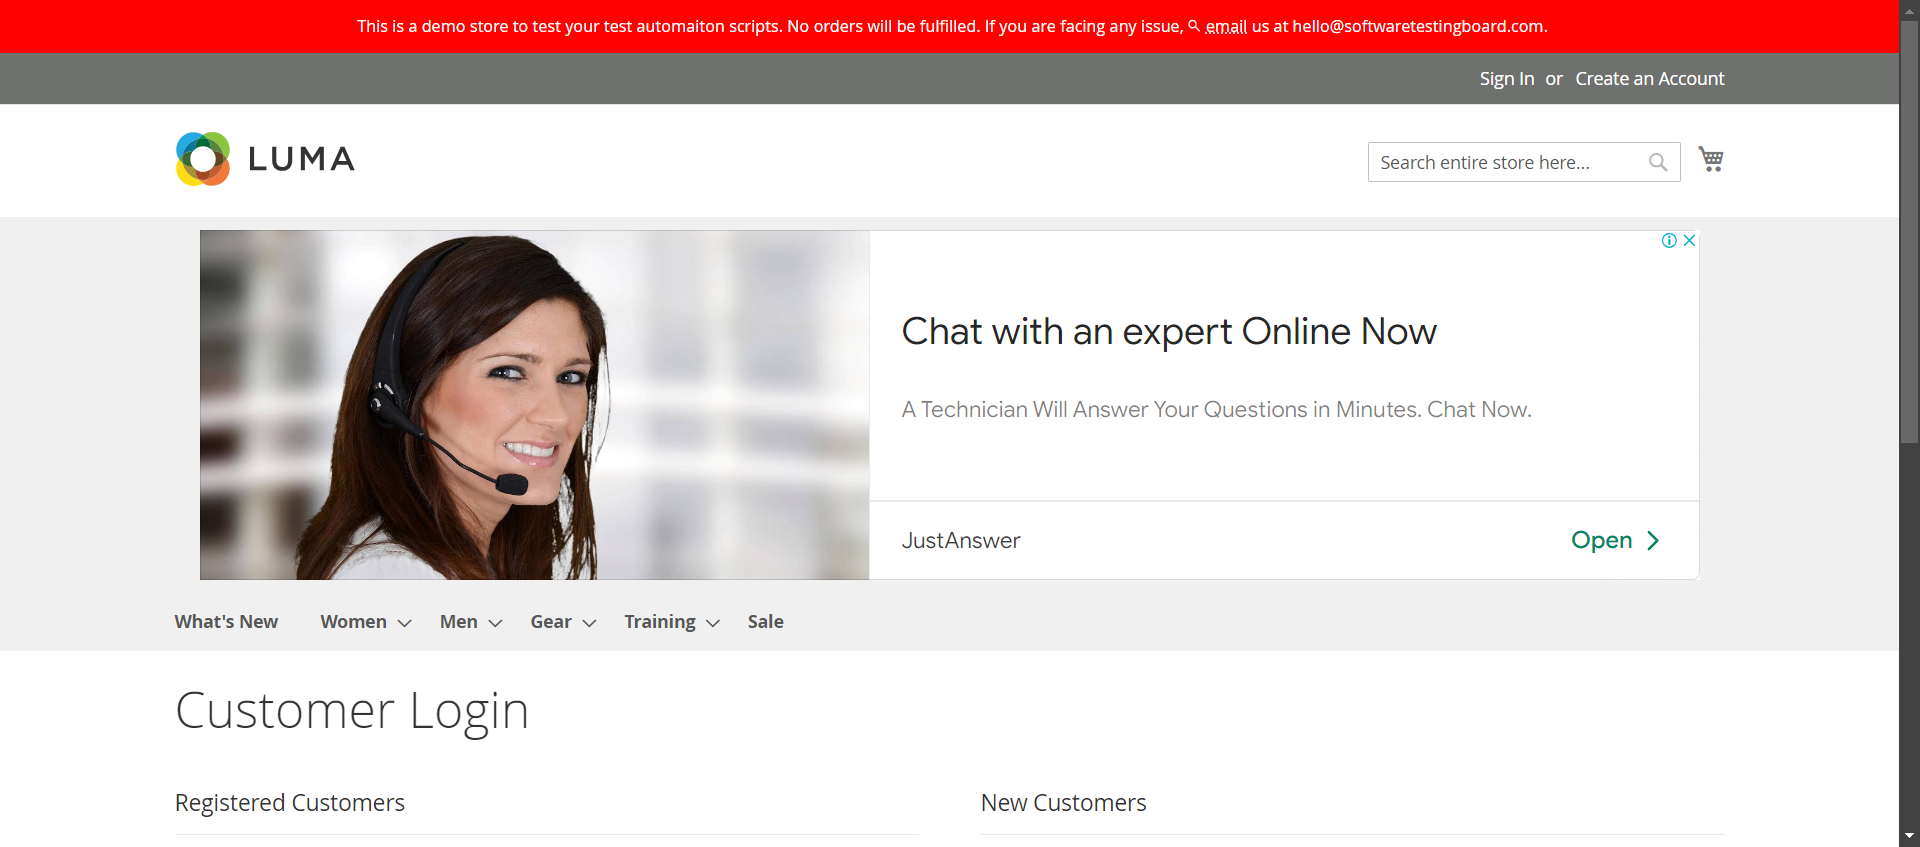 This is a demo store to test your test automaiton scripts. No orders will be fulfilled. If you are facing any issue, email us at hello@softwaretestingboard.com.
Sign In or Create an Account
LUMA
Search entire store here...
Chat with an expert Online Now
A Technician Will Answer Your Questions in Minutes. Chat Now.
JustAnswer
Open
What's New Women Men Gear Training Sale
Customer Login
Registered Customers
New Customers